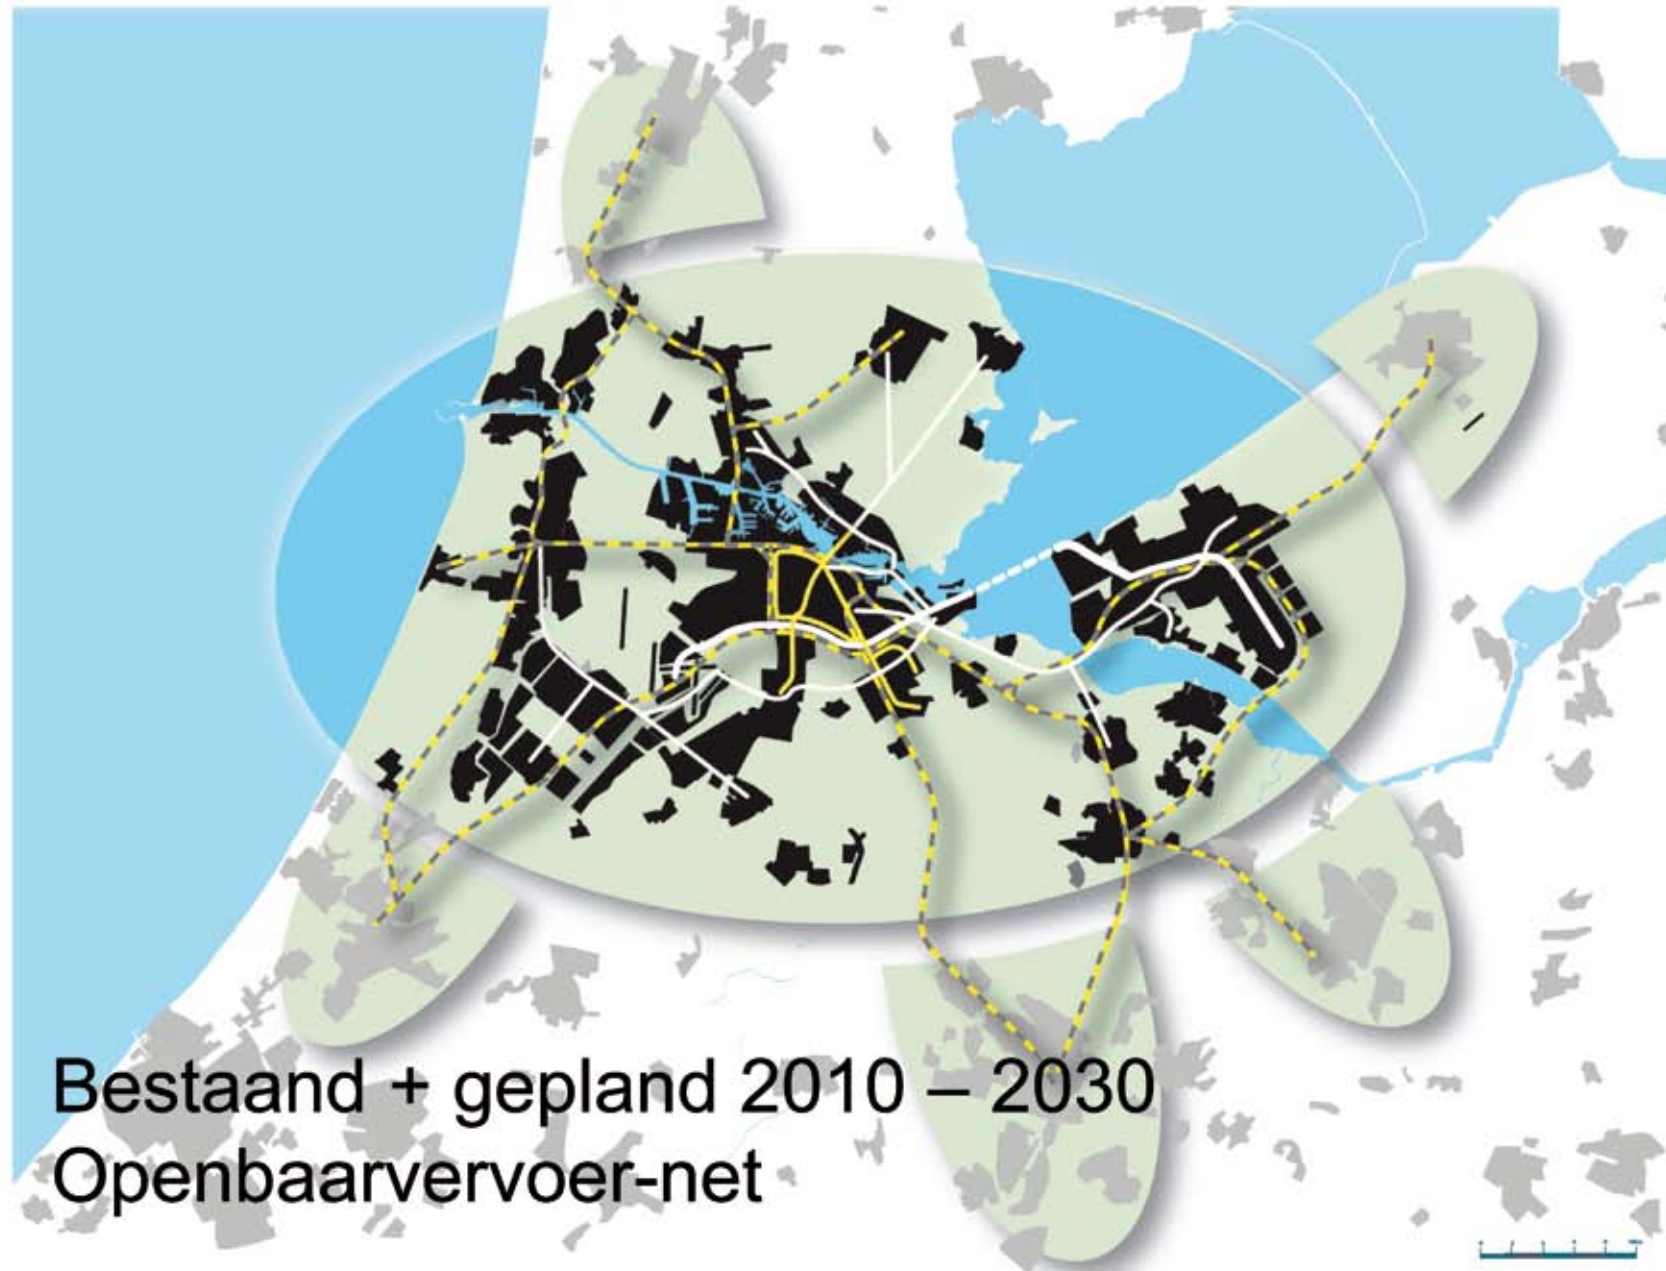 Bestaand + gepland 2010 – 2030
Openbaarvervoer-net